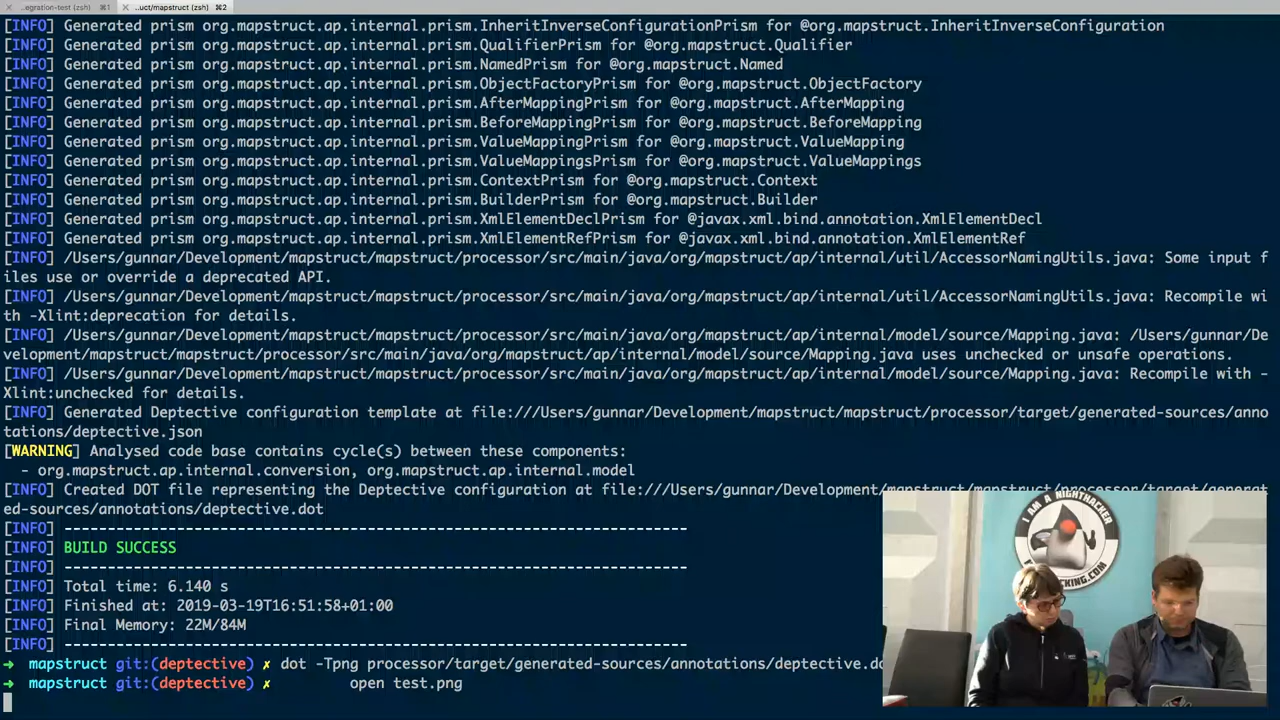 ..egration-test (zsh) ⌘1 ✕ ..uct/mapstruct (zsh) ⌘2
[INFO] Generated prism org.mapstruct.ap.internal.prism.InheritInverseConfigurationPrism for @org.mapstruct.InheritInverseConfiguration
[INFO] Generated prism org.mapstruct.ap.internal.prism.QualifierPrism for @org.mapstruct.Qualifier
[INFO] Generated prism org.mapstruct.ap.internal.prism.NamedPrism for @org.mapstruct.Named
[INFO] Generated prism org.mapstruct.ap.internal.prism.ObjectFactoryPrism for @org.mapstruct.ObjectFactory
[INFO] Generated prism org.mapstruct.ap.internal.prism.AfterMappingPrism for @org.mapstruct.AfterMapping
[INFO] Generated prism org.mapstruct.ap.internal.prism.BeforeMappingPrism for @org.mapstruct.BeforeMapping
[INFO] Generated prism org.mapstruct.ap.internal.prism.ValueMappingPrism for @org.mapstruct.ValueMapping
[INFO] Generated prism org.mapstruct.ap.internal.prism.ValueMappingsPrism for @org.mapstruct.ValueMappings
[INFO] Generated prism org.mapstruct.ap.internal.prism.ContextPrism for @org.mapstruct.Context
[INFO] Generated prism org.mapstruct.ap.internal.prism.BuilderPrism for @org.mapstruct.Builder
[INFO] Generated prism org.mapstruct.ap.internal.prism.XmlElementDeclPrism for @javax.xml.bind.annotation.XmlElementDecl
[INFO] Generated prism org.mapstruct.ap.internal.prism.XmlElementRefPrism for @javax.xml.bind.annotation.XmlElementRef
[INFO] /Users/gunnar/Development/mapstruct/mapstruct/processor/src/main/java/org/mapstruct/ap/internal/util/AccessorNamingUtils.java: Some input f
iles use or override a deprecated API.
[INFO] /Users/gunnar/Development/mapstruct/mapstruct/processor/src/main/java/org/mapstruct/ap/internal/util/AccessorNamingUtils.java: Recompile wi
th -Xlint:deprecation for details.
[INFO] /Users/gunnar/Development/mapstruct/mapstruct/processor/src/main/java/org/mapstruct/ap/internal/model/source/Mapping.java: /Users/gunnar/De
velopment/mapstruct/mapstruct/processor/src/main/java/org/mapstruct/ap/internal/model/source/Mapping.java uses unchecked or unsafe operations.
[INFO] /Users/gunnar/Development/mapstruct/mapstruct/processor/src/main/java/org/mapstruct/ap/internal/model/source/Mapping.java: Recompile with -
Xlint:unchecked for details.
[INFO] Generated Deptective configuration template at file:///Users/gunnar/Development/mapstruct/mapstruct/processor/target/generated-sources/anno
tations/deptective.json
[WARNING] Analysed code base contains cycle(s) between these components:
- org.mapstruct.ap.internal.conversion, org.mapstruct.ap.internal.model
[INFO] Created DOT file representing the Deptective configuration at file:///Users/gunnar/Development/mapstruct/mapstruct/processor/target/generat
ed-sources/annotations/deptective.dot
[INFO] ------------------------------------------------------------------------
[INFO] BUILD SUCCESS
[INFO] ------------------------------------------------------------------------
[INFO] Total time: 6.140 s
[INFO] Finished at: 2019-03-19T16:51:58+01:00
[INFO] Final Memory: 22M/84M
[INFO] ------------------------------------------------------------------------
➜ mapstruct git:(deptective) ✗ dot -Tpng processor/target/generated-sources/annotations/deptective.do
➜ mapstruct git:(deptective) ✗ open test.png
I AM A NIGHTHACKER